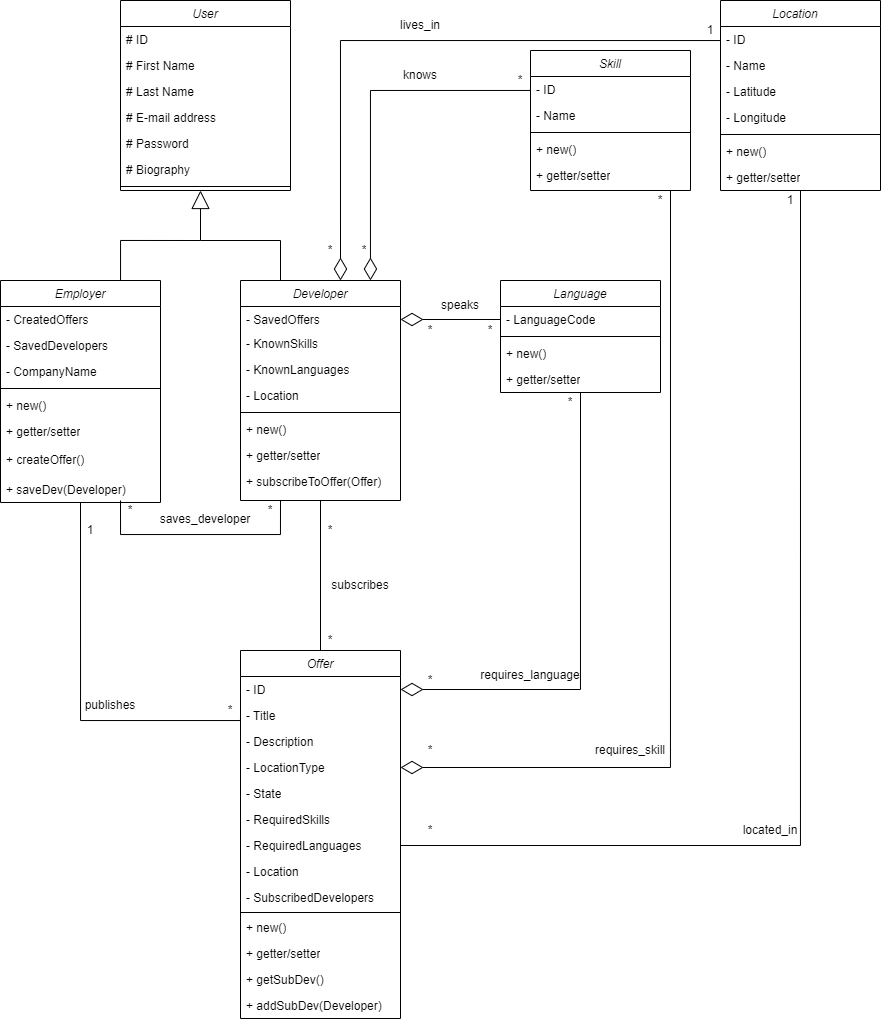 User
# ID
# First Name
# Last Name
# E-mail address
# Password
# Biography
lives_in
1
Location
- ID
- Name
- Latitude
- Longitude
+ new()
+ getter/setter
1
knows
*
Skill
- ID
- Name
+ new()
+ getter/setter
*
*
*
Employer
- CreatedOffers
- SavedDevelopers
- CompanyName
+ new()
+ getter/setter
+ createOffer()
+ saveDev(Developer)
Developer
- SavedOffers
- KnownSkills
- KnownLanguages
- Location
+ new()
+ getter/setter
+ subscribeToOffer(Offer)
speaks
*
*
Language
- LanguageCode
+ new()
+ getter/setter
*
*
saves_developer
*
1
*
subscribes
*
publishes
*
Offer
- ID
- Title
- Description
- LocationType
- State
- RequiredSkills
- RequiredLanguages
- Location
- SubscribedDevelopers
+ new()
+ getter/setter
+ getSubDev()
+ addSubDev(Developer)
*
requires_language
*
requires_skill
*
located_in